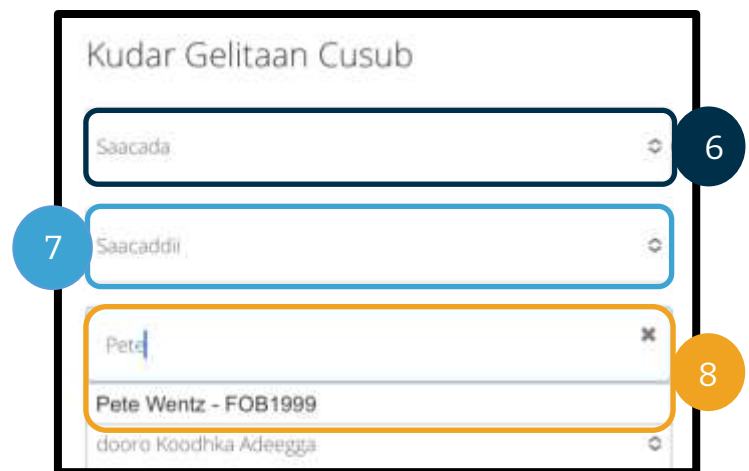 Kudar Gelitaan Cusub
Saacada
6
7
Saacaddii
Pete
8
Pete Wentz - FOB1999
dooro Koodhka Adeegga